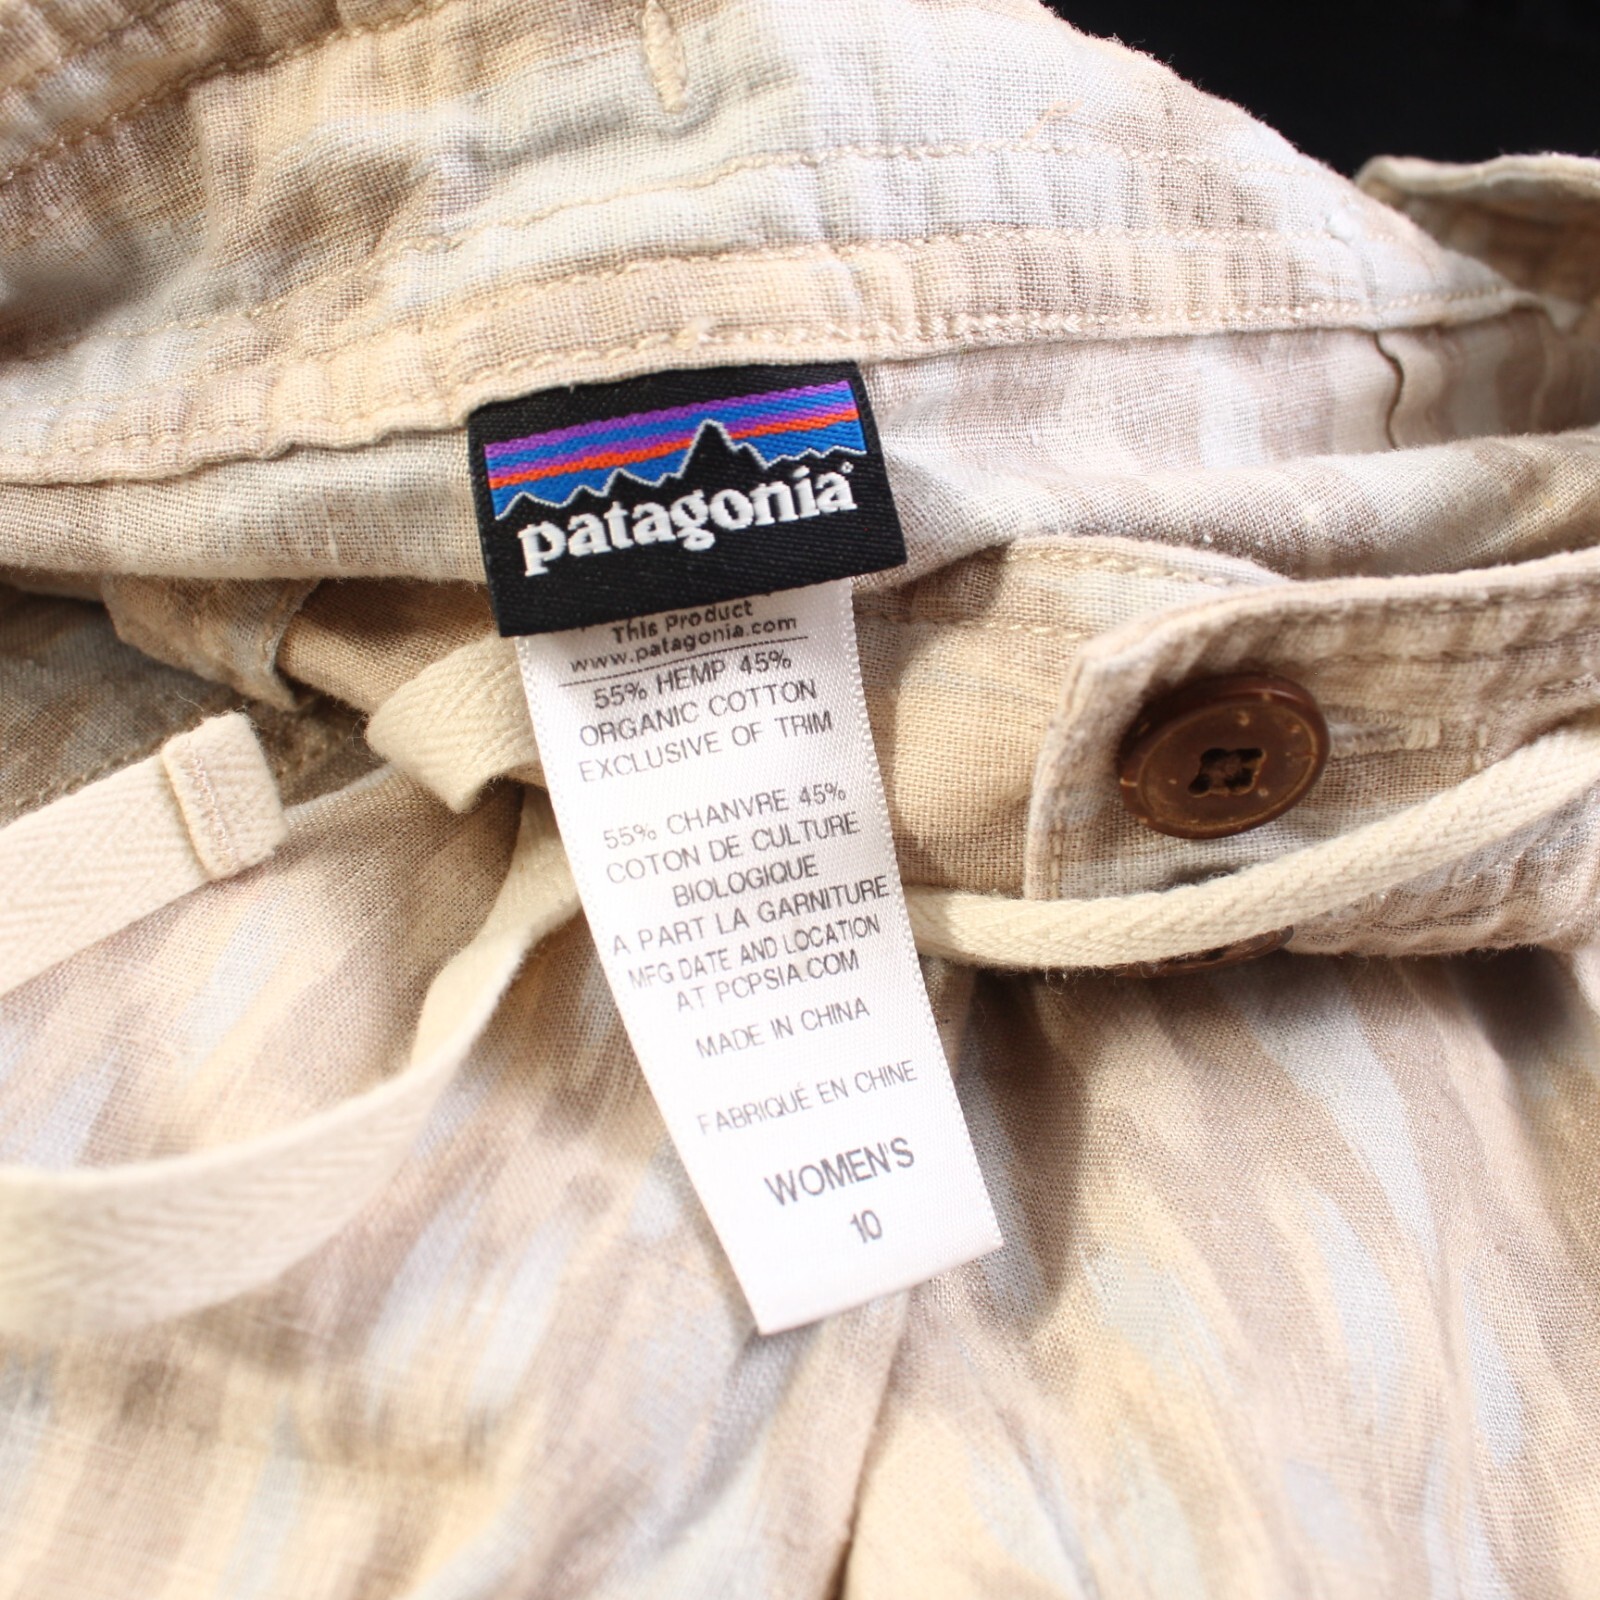 patagonia®
This Product
www.patagonia.com
55% HEMP 45%
ORGANIC COTTON
EXCLUSIVE OF TRIM
55% CHANVRE 45%
COTON DE CULTURE
BIOLOGIQUE
A PART LA GARNITURE
MFG DATE AND LOCATION
AT PCPSIA.COM
MADE IN CHINA
FABRIQUÉ EN CHINE
WOMEN'S
10